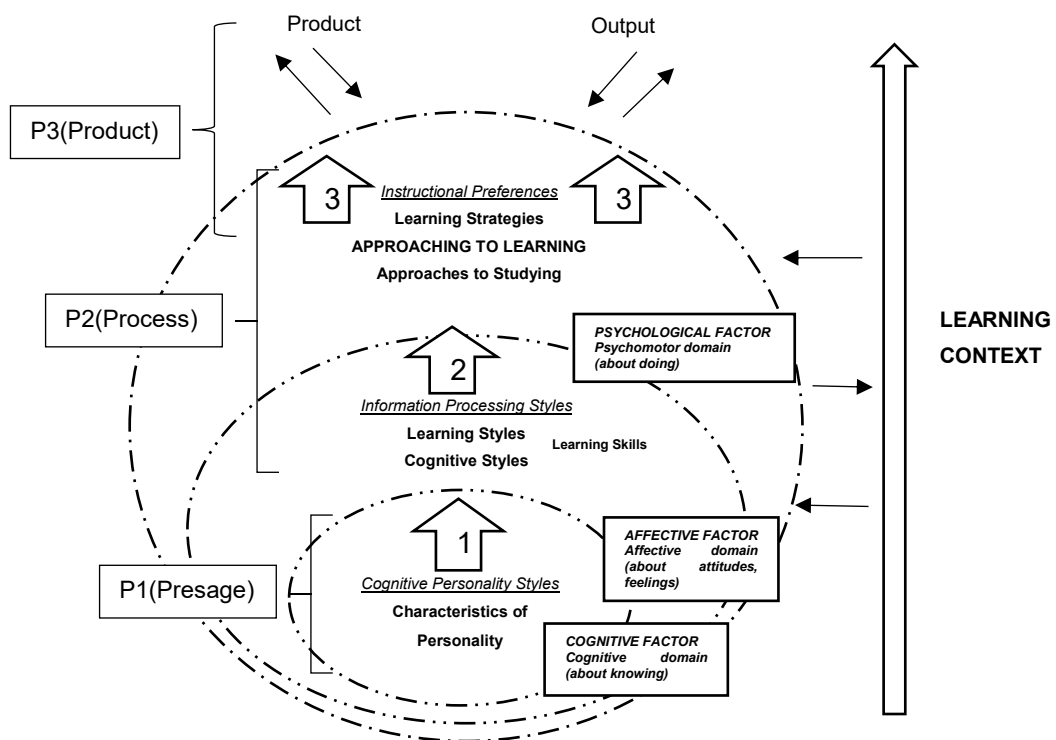 Product
Output
P3(Product)
3
3
Instructional Preferences
Learning Strategies
APPROACHING TO LEARNING
Approaches to Studying
P2(Process)
PSYCHOLOGICAL FACTOR
Psychomotor domain
(about doing)
LEARNING
CONTEXT
2
Information Processing Styles
Learning Styles
Learning Skills
Cognitive Styles
AFFECTIVE FACTOR
Affective domain
(about attitudes,
feelings)
1
P1(Presage)
Cognitive Personality Styles
Characteristics of
Personality
COGNITIVE FACTOR
Cognitive domain
(about knowing)